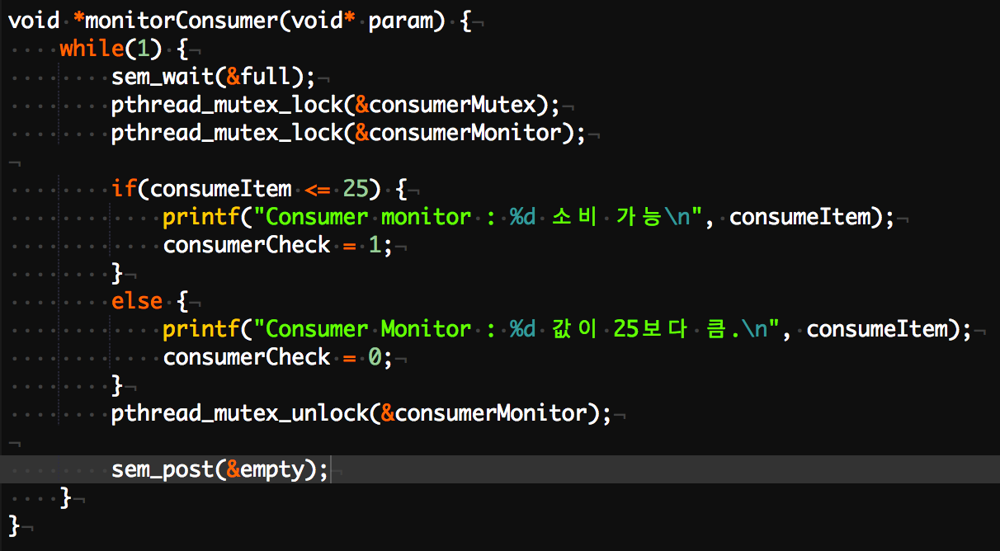 void *monitorConsumer(void* param) {
    while(1) {
        sem_wait(&full);
        pthread_mutex_lock(&consumerMutex);
        pthread_mutex_lock(&consumerMonitor);

        if(consumeItem <= 25) {
            printf("Consumer monitor : %d 소비 가능\n", consumeItem);
            consumerCheck = 1;
        }
        else {
            printf("Consumer Monitor : %d 값이 25보다 큼.\n", consumeItem);
            consumerCheck = 0;
        }
        pthread_mutex_unlock(&consumerMonitor);

        sem_post(&empty);
    }
}